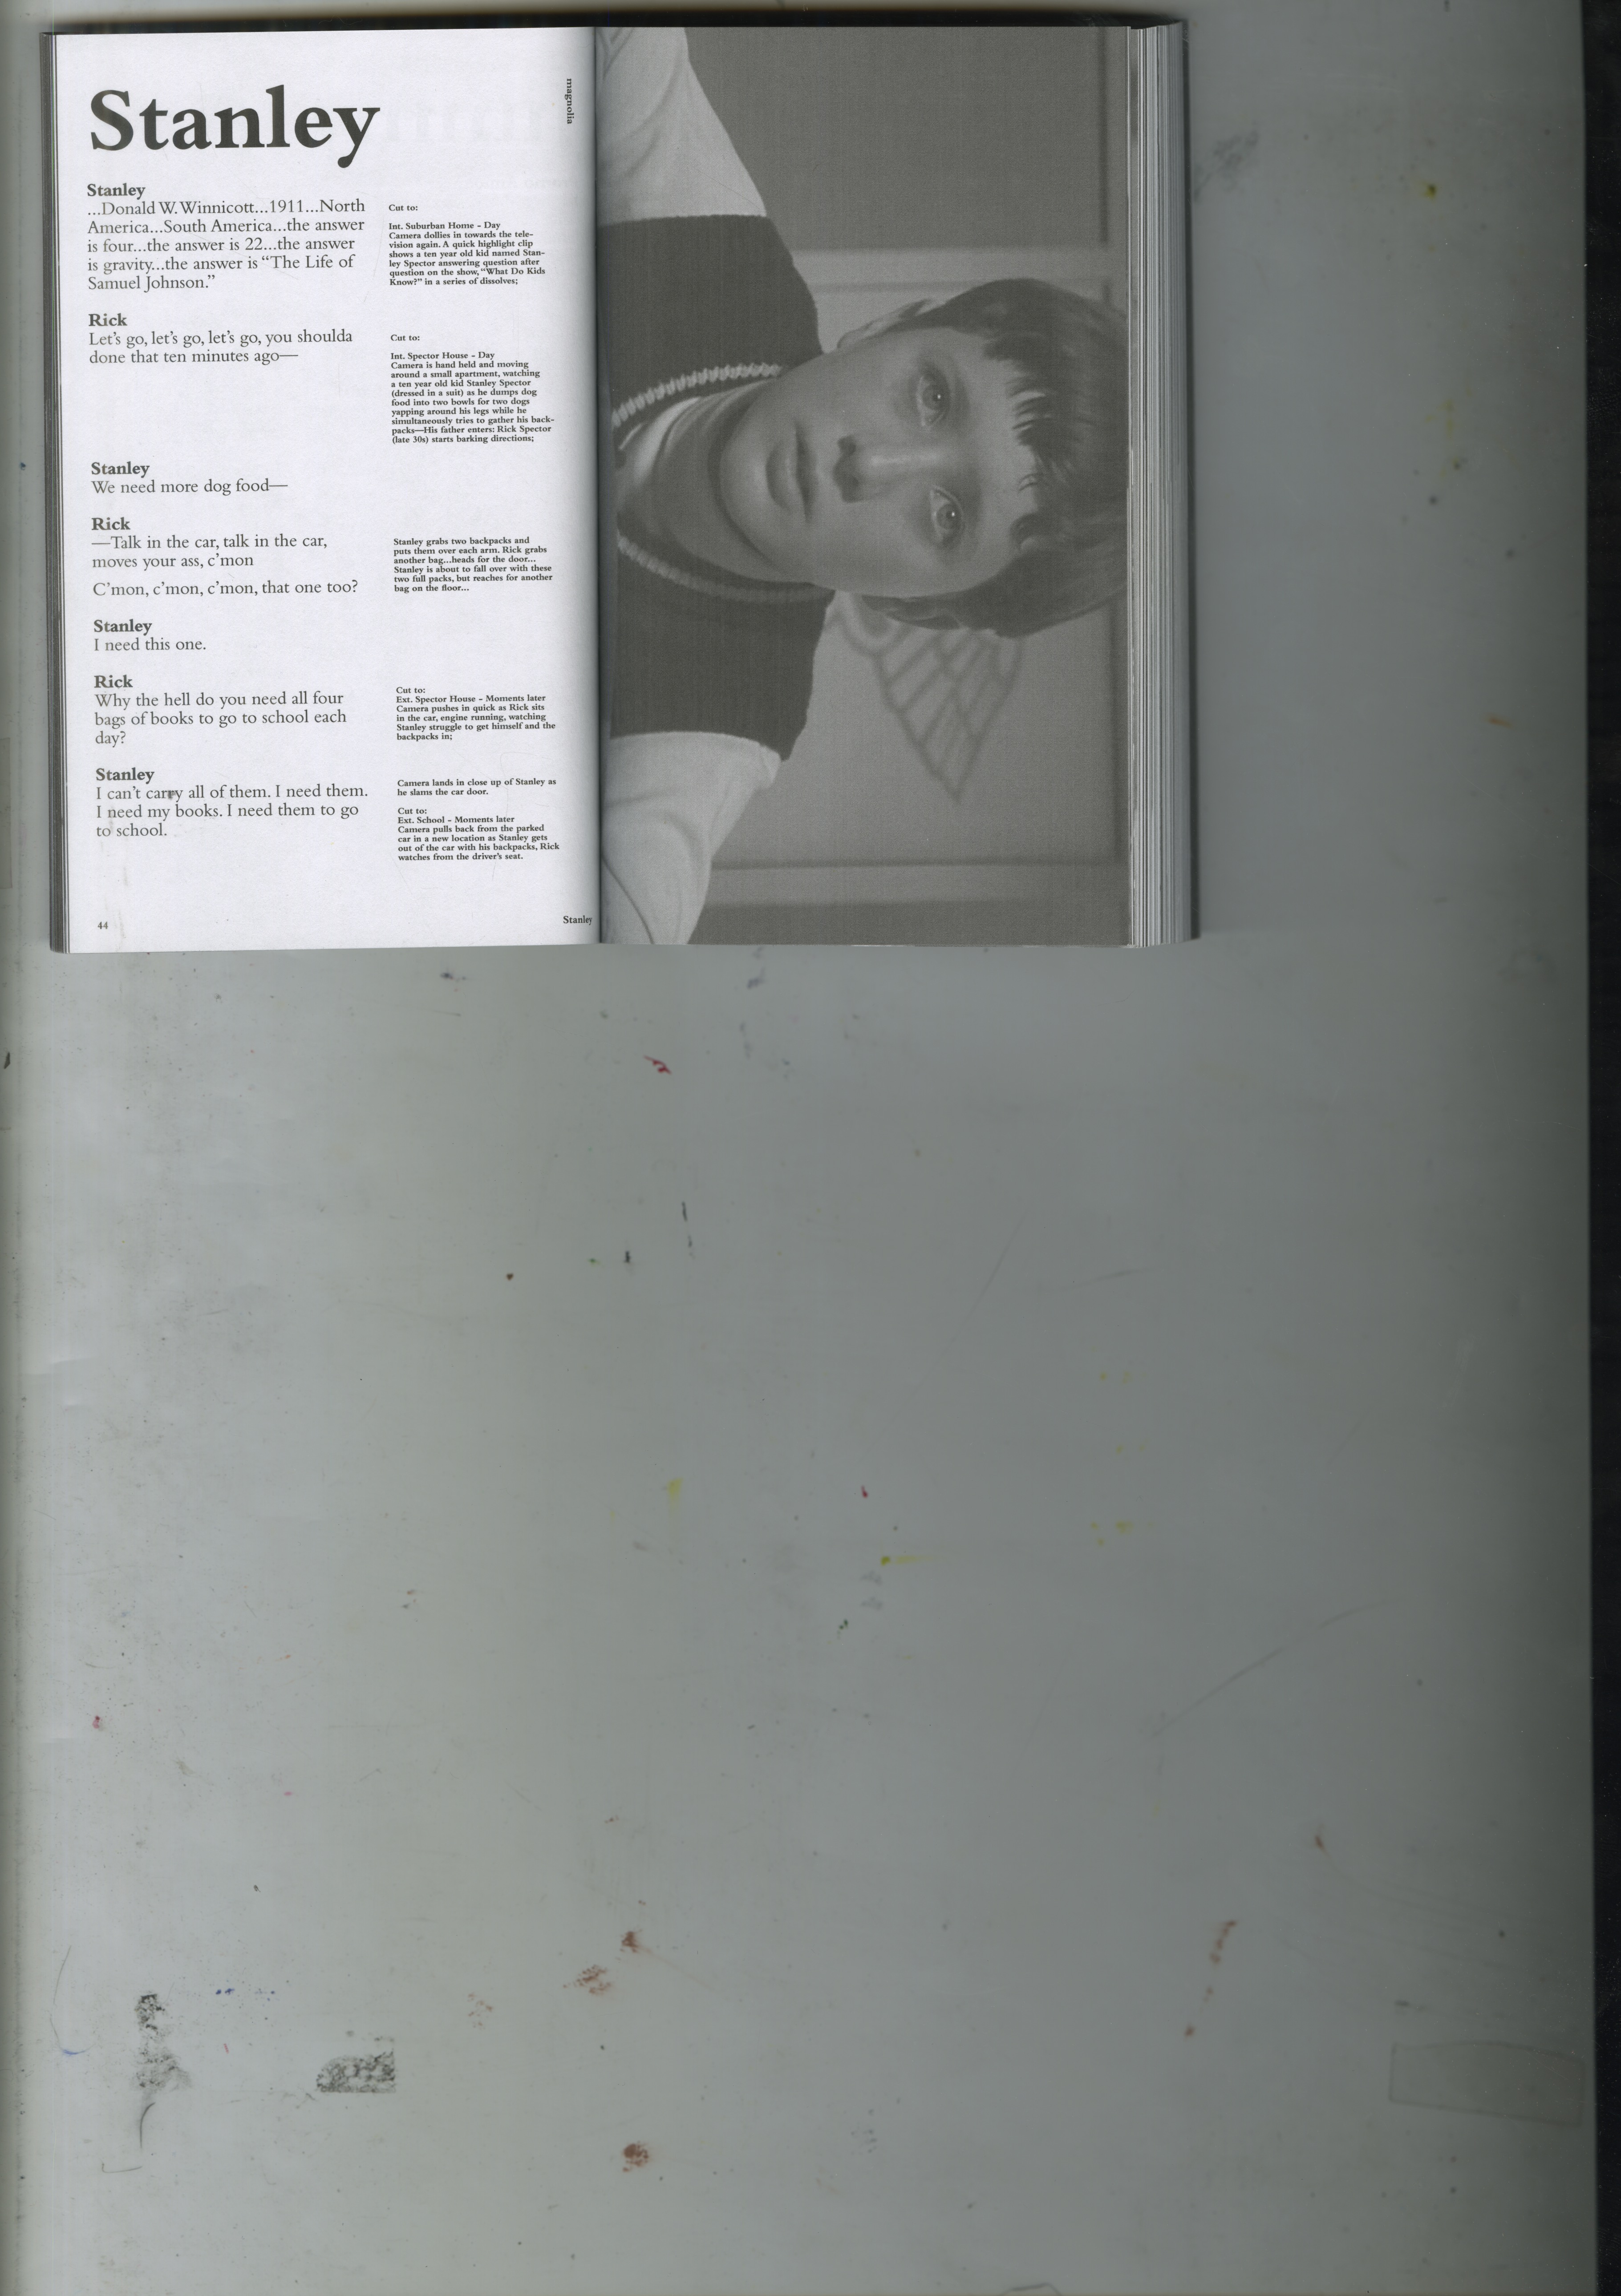 Stanley
magnolia
Stanley
...Donald W. Winnicott...1911...North
America...South America...the answer
is four...the answer is 22...the answer
is gravity...the answer is “The Life of
Samuel Johnson.”
Cut to:
Int. Suburban Home – Day
Camera dollies in towards the tele-
vision again. A quick highlight clip
shows a ten year old kid named Stan-
ley Spector answering question after
question on the show, “What Do Kids
Know?” in a series of dissolves;
Rick
Let’s go, let’s go, let’s go, you shoulda
done that ten minutes ago—
Cut to:
Int. Spector House – Day
Camera is hand held and moving
around a small apartment, watching
a ten year old kid Stanley Spector
(dressed in a suit) as he dumps dog
food into two bowls for two dogs
yapping around his legs while he
simultaneously tries to gather his back-
packs—His father enters: Rick Spector
(late 30s) starts barking directions;
Stanley
We need more dog food—
Rick
—Talk in the car, talk in the car,
moves your ass, c’mon
C’mon, c’mon, c’mon, that one too?
Stanley grabs two backpacks and
puts them over each arm. Rick grabs
another bag...heads for the door...
Stanley is about to fall over with these
two full packs, but reaches for another
bag on the floor...
Stanley
I need this one.
Rick
Why the hell do you need all four
bags of books to go to school each
day?
Cut to:
Ext. Spector House – Moments later
Camera pushes in quick as Rick sits
in the car, engine running, watching
Stanley struggle to get himself and the
backpacks in;
Stanley
I can’t carry all of them. I need them.
I need my books. I need them to go
to school.
Camera lands in close up of Stanley as
he slams the car door.
Cut to:
Ext. School – Moments later
Camera pulls back from the parked
car in a new location as Stanley gets
out of the car with his backpacks, Rick
watches from the driver’s seat.
44
Stanley